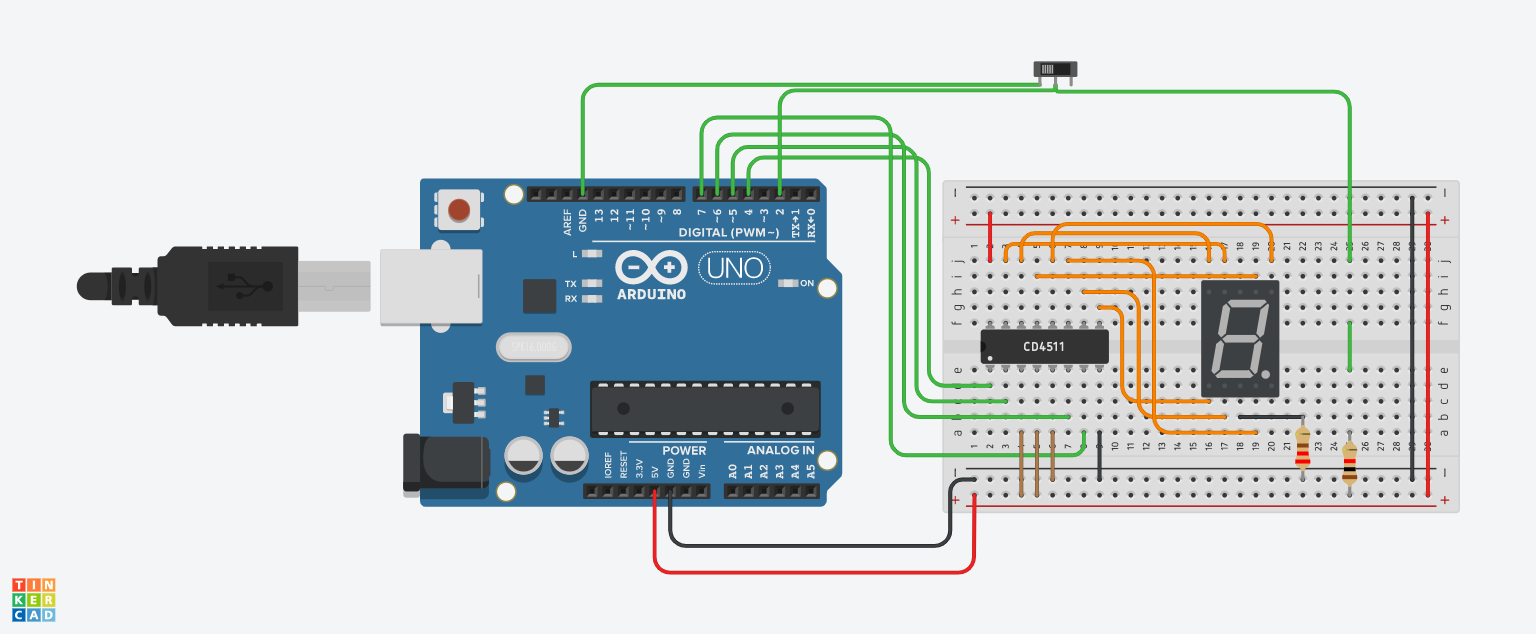 AREF
GND
13
12
~11
~10
~9
8
7
~6
~5
4
~3
2
TX→1
RX←0
DIGITAL (PWM~)
L
TX
RX
ARDUINO
UNO
ON
POWER
ANALOG IN
IOREF
RESET
3.3V
5V
GND
GND
Vin
A0
A1
A2
A3
A4
A5
CD4511
j
i
h
g
f
e
d
c
b
a
TIN
KER
CAD